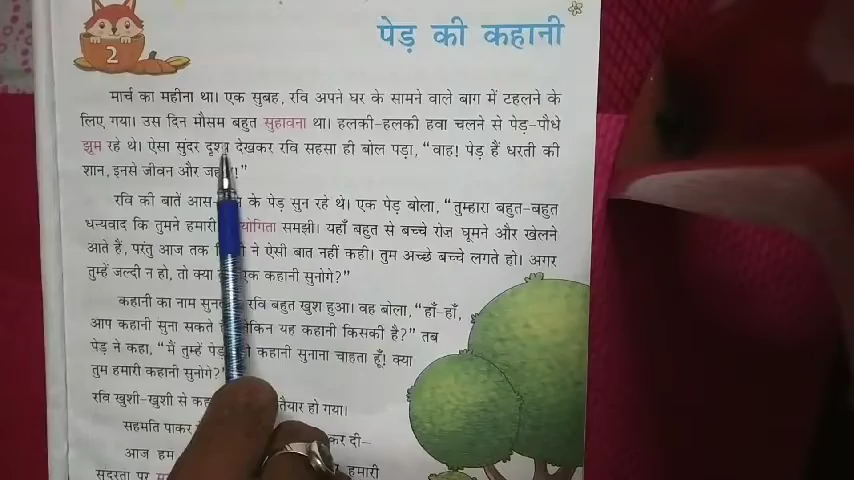 2
पेड़ की कहानी
मार्च का महीना था। एक सुबह, रवि अपने घर के सामने वाले बाग में टहलने के
लिए गया। उस दिन मौसम बहुत सुहावना था। हलकी-हलकी हवा चलने से पेड़-पौधे
झूम रहे थे। ऐसा सुंदर दृश्य देखकर रवि सहसा ही बोल पड़ा, “वाह! पेड़ हैं धरती की
शान, इनसे जीवन और !”
रवि की बातें के पेड़ सुन रहे थे। एक पेड़ बोला, “तुम्हारा बहुत-बहुत
धन्यवाद कि तुमने हमारी समझी। यहाँ बहुत से बच्चे रोज घूमने और खेलने
आते हैं, परंतु आज तक ने ऐसी बात नहीं कही। तुम अच्छे बच्चे लगते हो। अगर
तुम्हें जल्दी न हो, तो क्या एक कहानी सुनोगे?”
कहानी का नाम रवि बहुत खुश हुआ। वह बोला, “हाँ-हाँ,
आप कहानी सुना सकते यह कहानी किसकी है?” तब
पेड़ ने कहा, “मैं तुम्हें कहानी सुनाना चाहता हूँ! क्या
तुम हमारी कहानी सुनोगे?”
रवि खुशी-खुशी से तैयार हो गया।
सहमति पाकर कर दी–
आज हम हमारी
पर